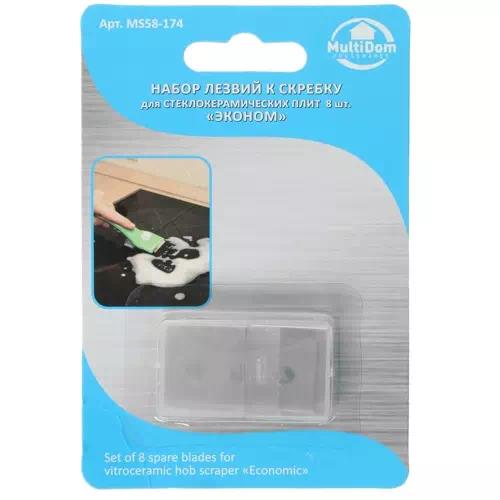 Арт. MS58-174
MultiDom
HOUSEWARES
НАБОР ЛЕЗВИЙ К СКРЕБКУ
для СТЕКЛОКЕРАМИЧЕСКИХ ПЛИТ 8 шт.
«ЭКОНОМ»
Set of 8 spare blades for
vitroceramic hob scraper «Economic»